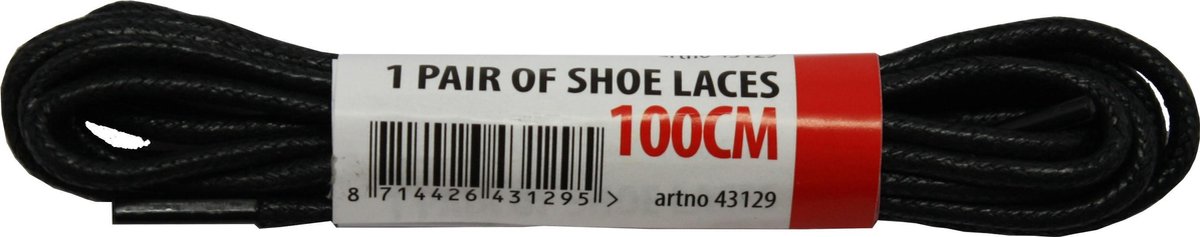 1 PAIR OF SHOE LACES
100CM
8 714426 431295 >
artno 43129